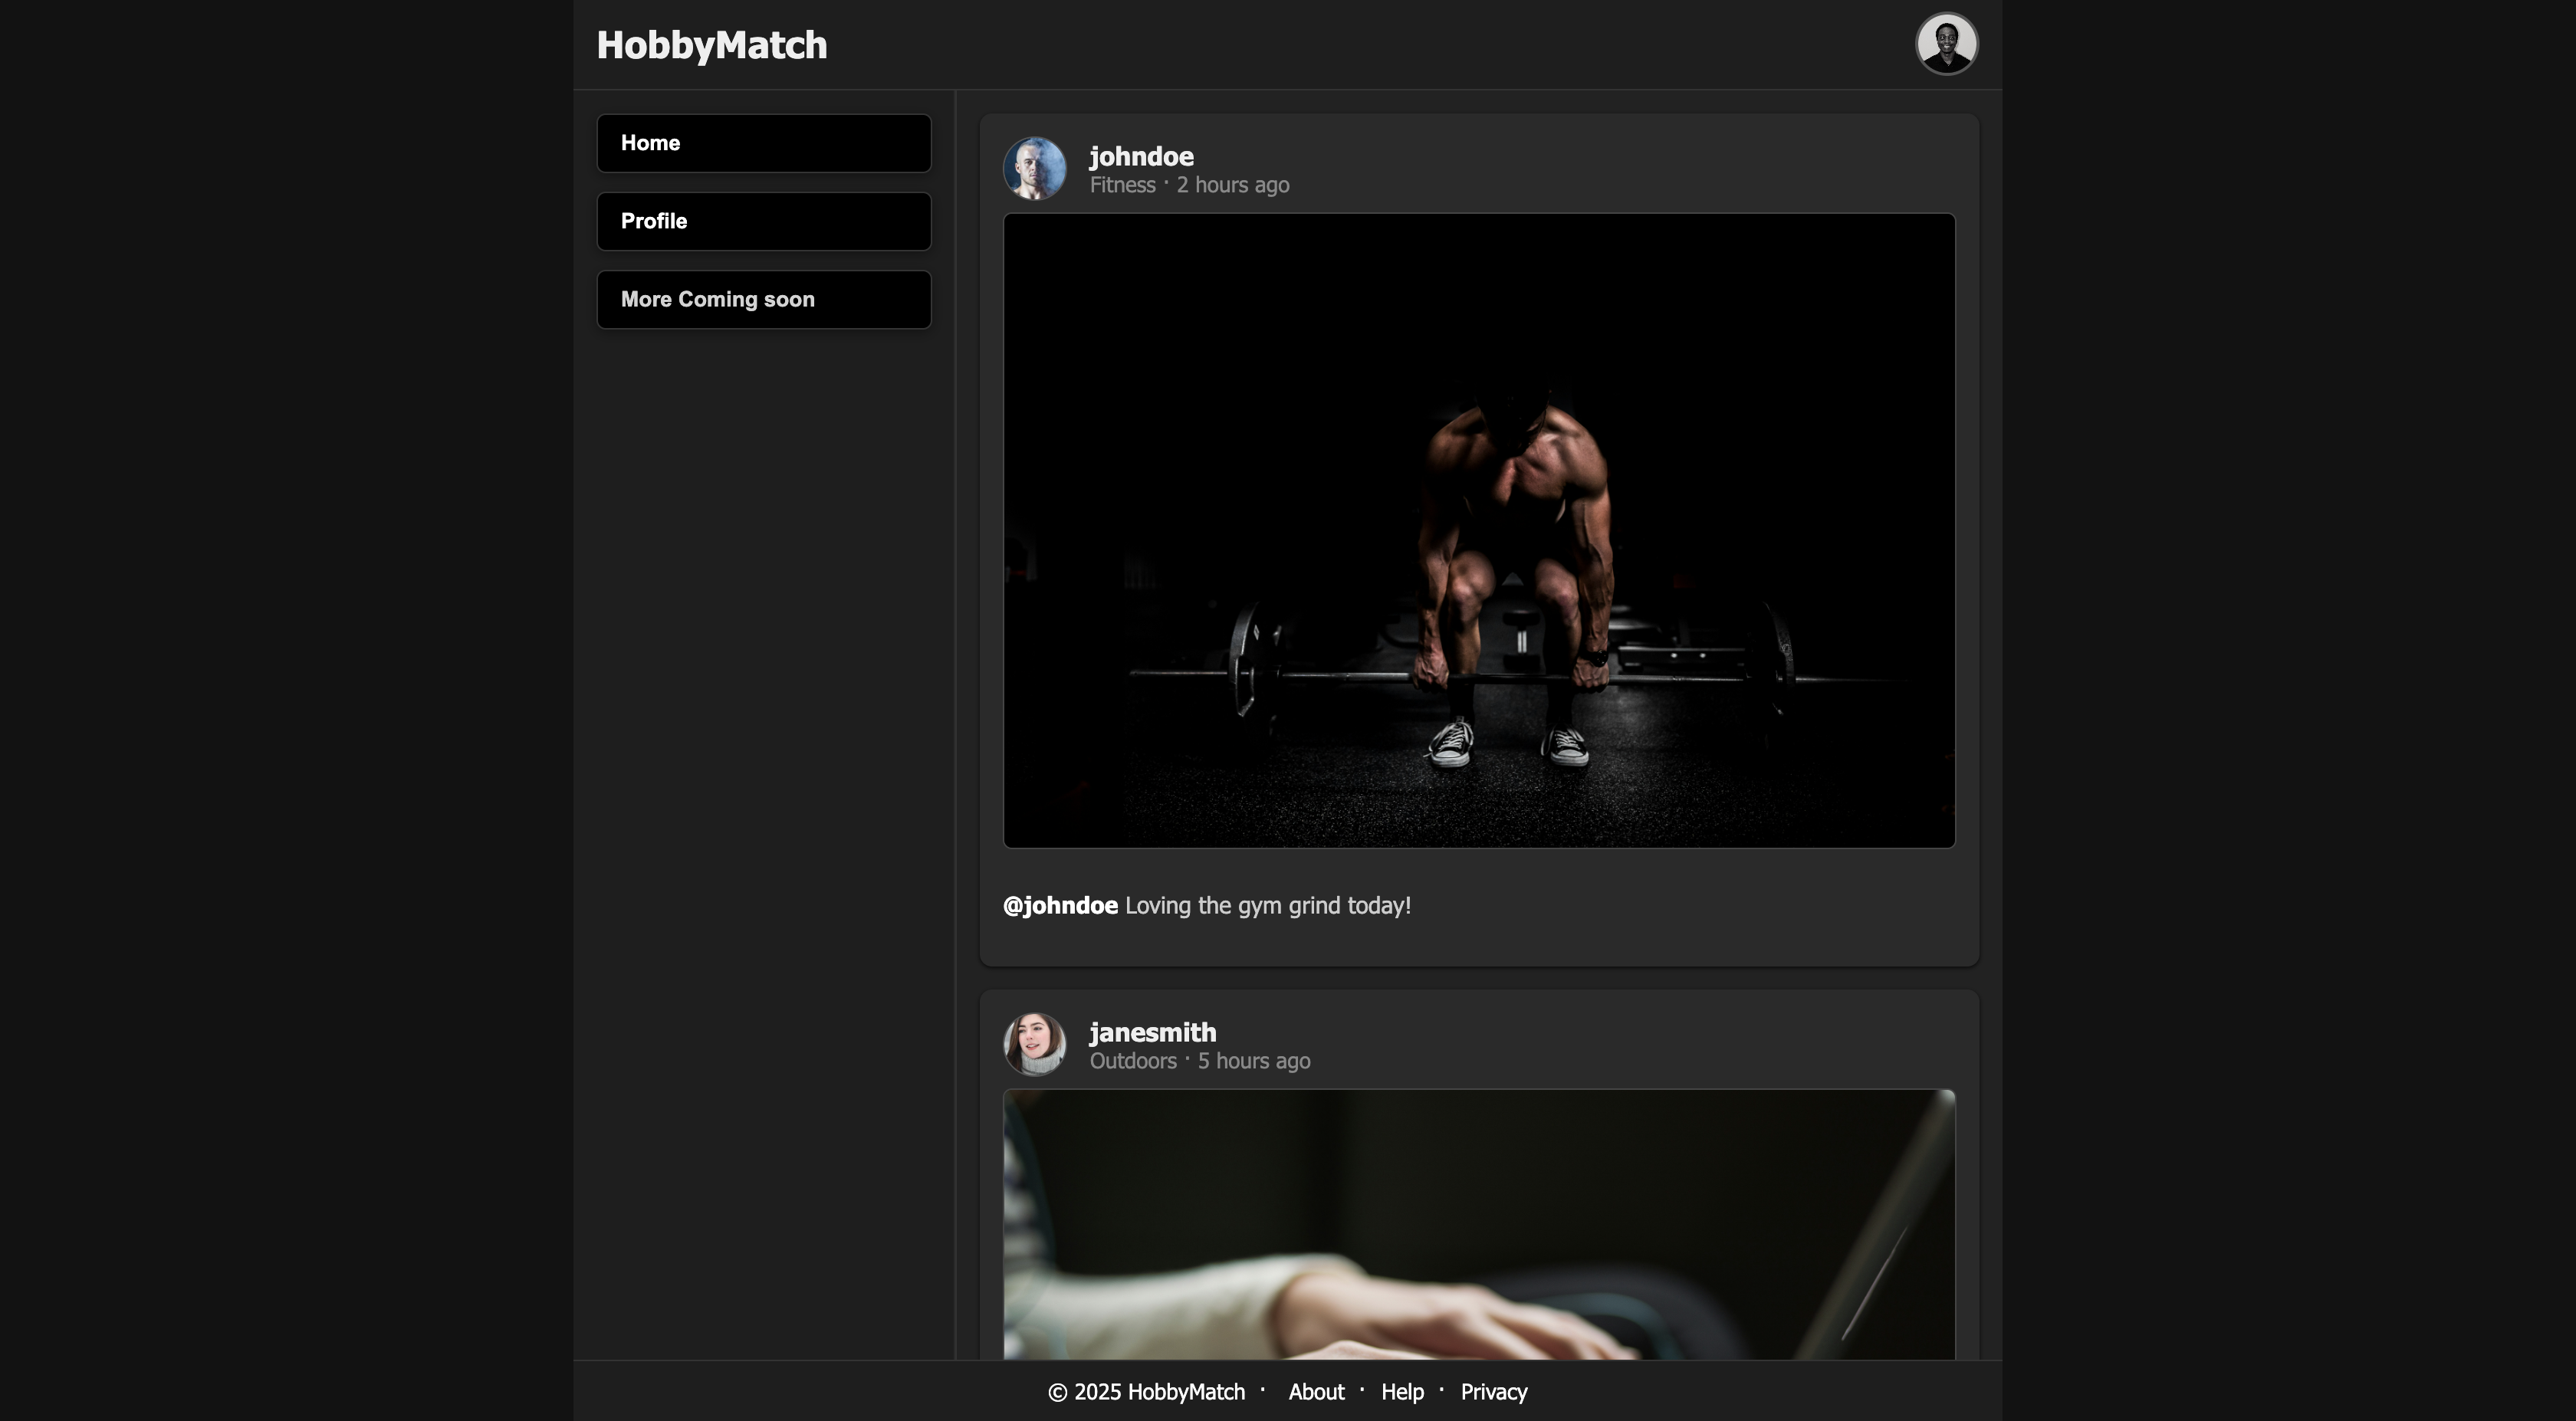 HobbyMatch
Home
Profile
More Coming soon
johndoe
Fitness · 2 hours ago
@johndoe Loving the gym grind today!
janesmith
Outdoors · 5 hours ago
© 2025 HobbyMatch · About · Help · Privacy